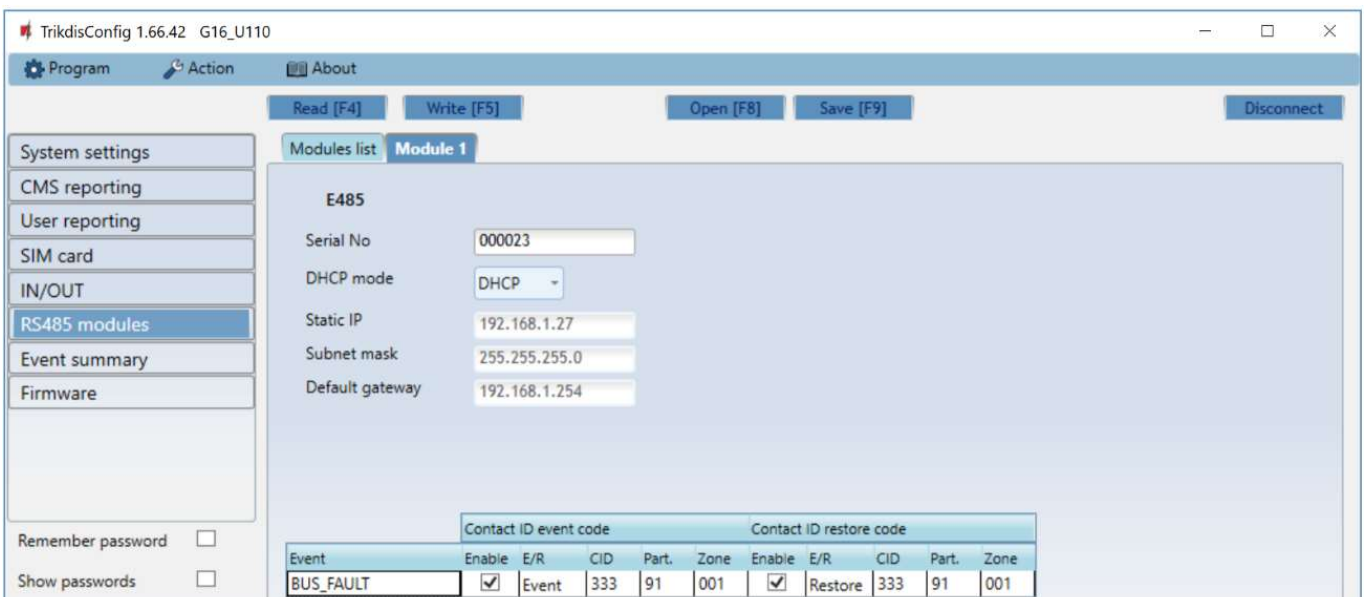 TrikdisConfig 1.66.42 G16_U110
Program Action About
Read [F4] Write [F5] Open [F8] Save [F9] Disconnect
System settings
CMS reporting
User reporting
SIM card
IN/OUT
RS485 modules
Event summary
Firmware
Remember password
Show passwords
Modules list Module 1
E485
Serial No 000023
DHCP mode DHCP
Static IP 192.168.1.27
Subnet mask 255.255.255.0
Default gateway 192.168.1.254
Contact ID event code Contact ID restore code
Event Enable E/R CID Part. Zone Enable E/R CID Part. Zone
BUS_FAULT Event 333 91 001 Restore 333 91 001